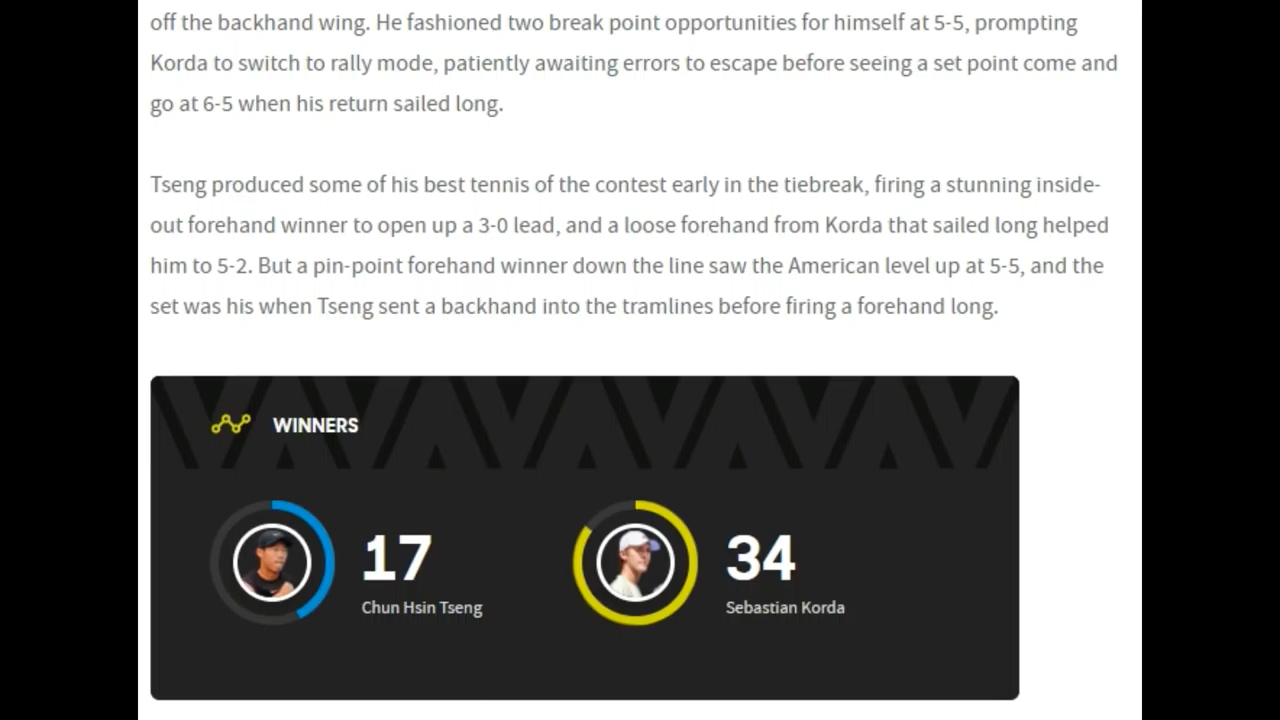 off the backhand wing. He fashioned two break point opportunities for himself at 5-5, prompting
Korda to switch to rally mode, patiently awaiting errors to escape before seeing a set point come and
go at 6-5 when his return sailed long.
Tseng produced some of his best tennis of the contest early in the tiebreak, firing a stunning inside-
out forehand winner to open up a 3-0 lead, and a loose forehand from Korda that sailed long helped
him to 5-2. But a pin-point forehand winner down the line saw the American level up at 5-5, and the
set was his when Tseng sent a backhand into the tramlines before firing a forehand long.
WINNERS
17
Chun Hsin Tseng
34
Sebastian Korda